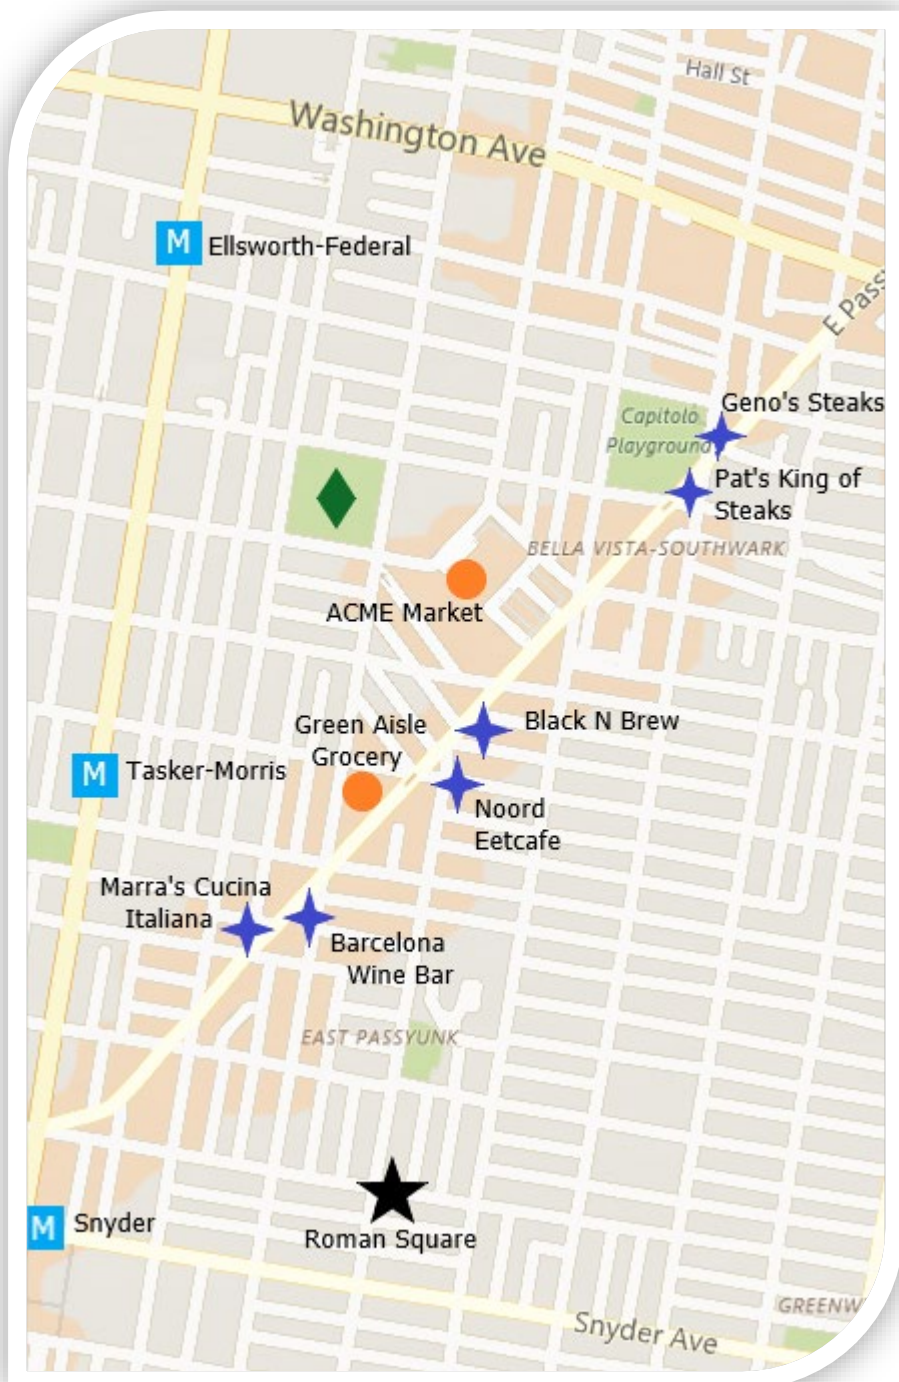 Hall St
Washington Ave
M
Ellsworth-Federal
E Pass
Geno's Steaks
Capitolo
Playground
Pat's King of
Steaks
BELLA VISTA-SOUTHWARK
ACME Market
Green Aisle
Grocery
Black N Brew
M
Tasker-Morris
Noord
Eetcafe
Marra's Cucina
Italiana
Barcelona
Wine Bar
EAST PASSYUNK
M
Snyder
Roman Square
GREENW
Snyder Ave